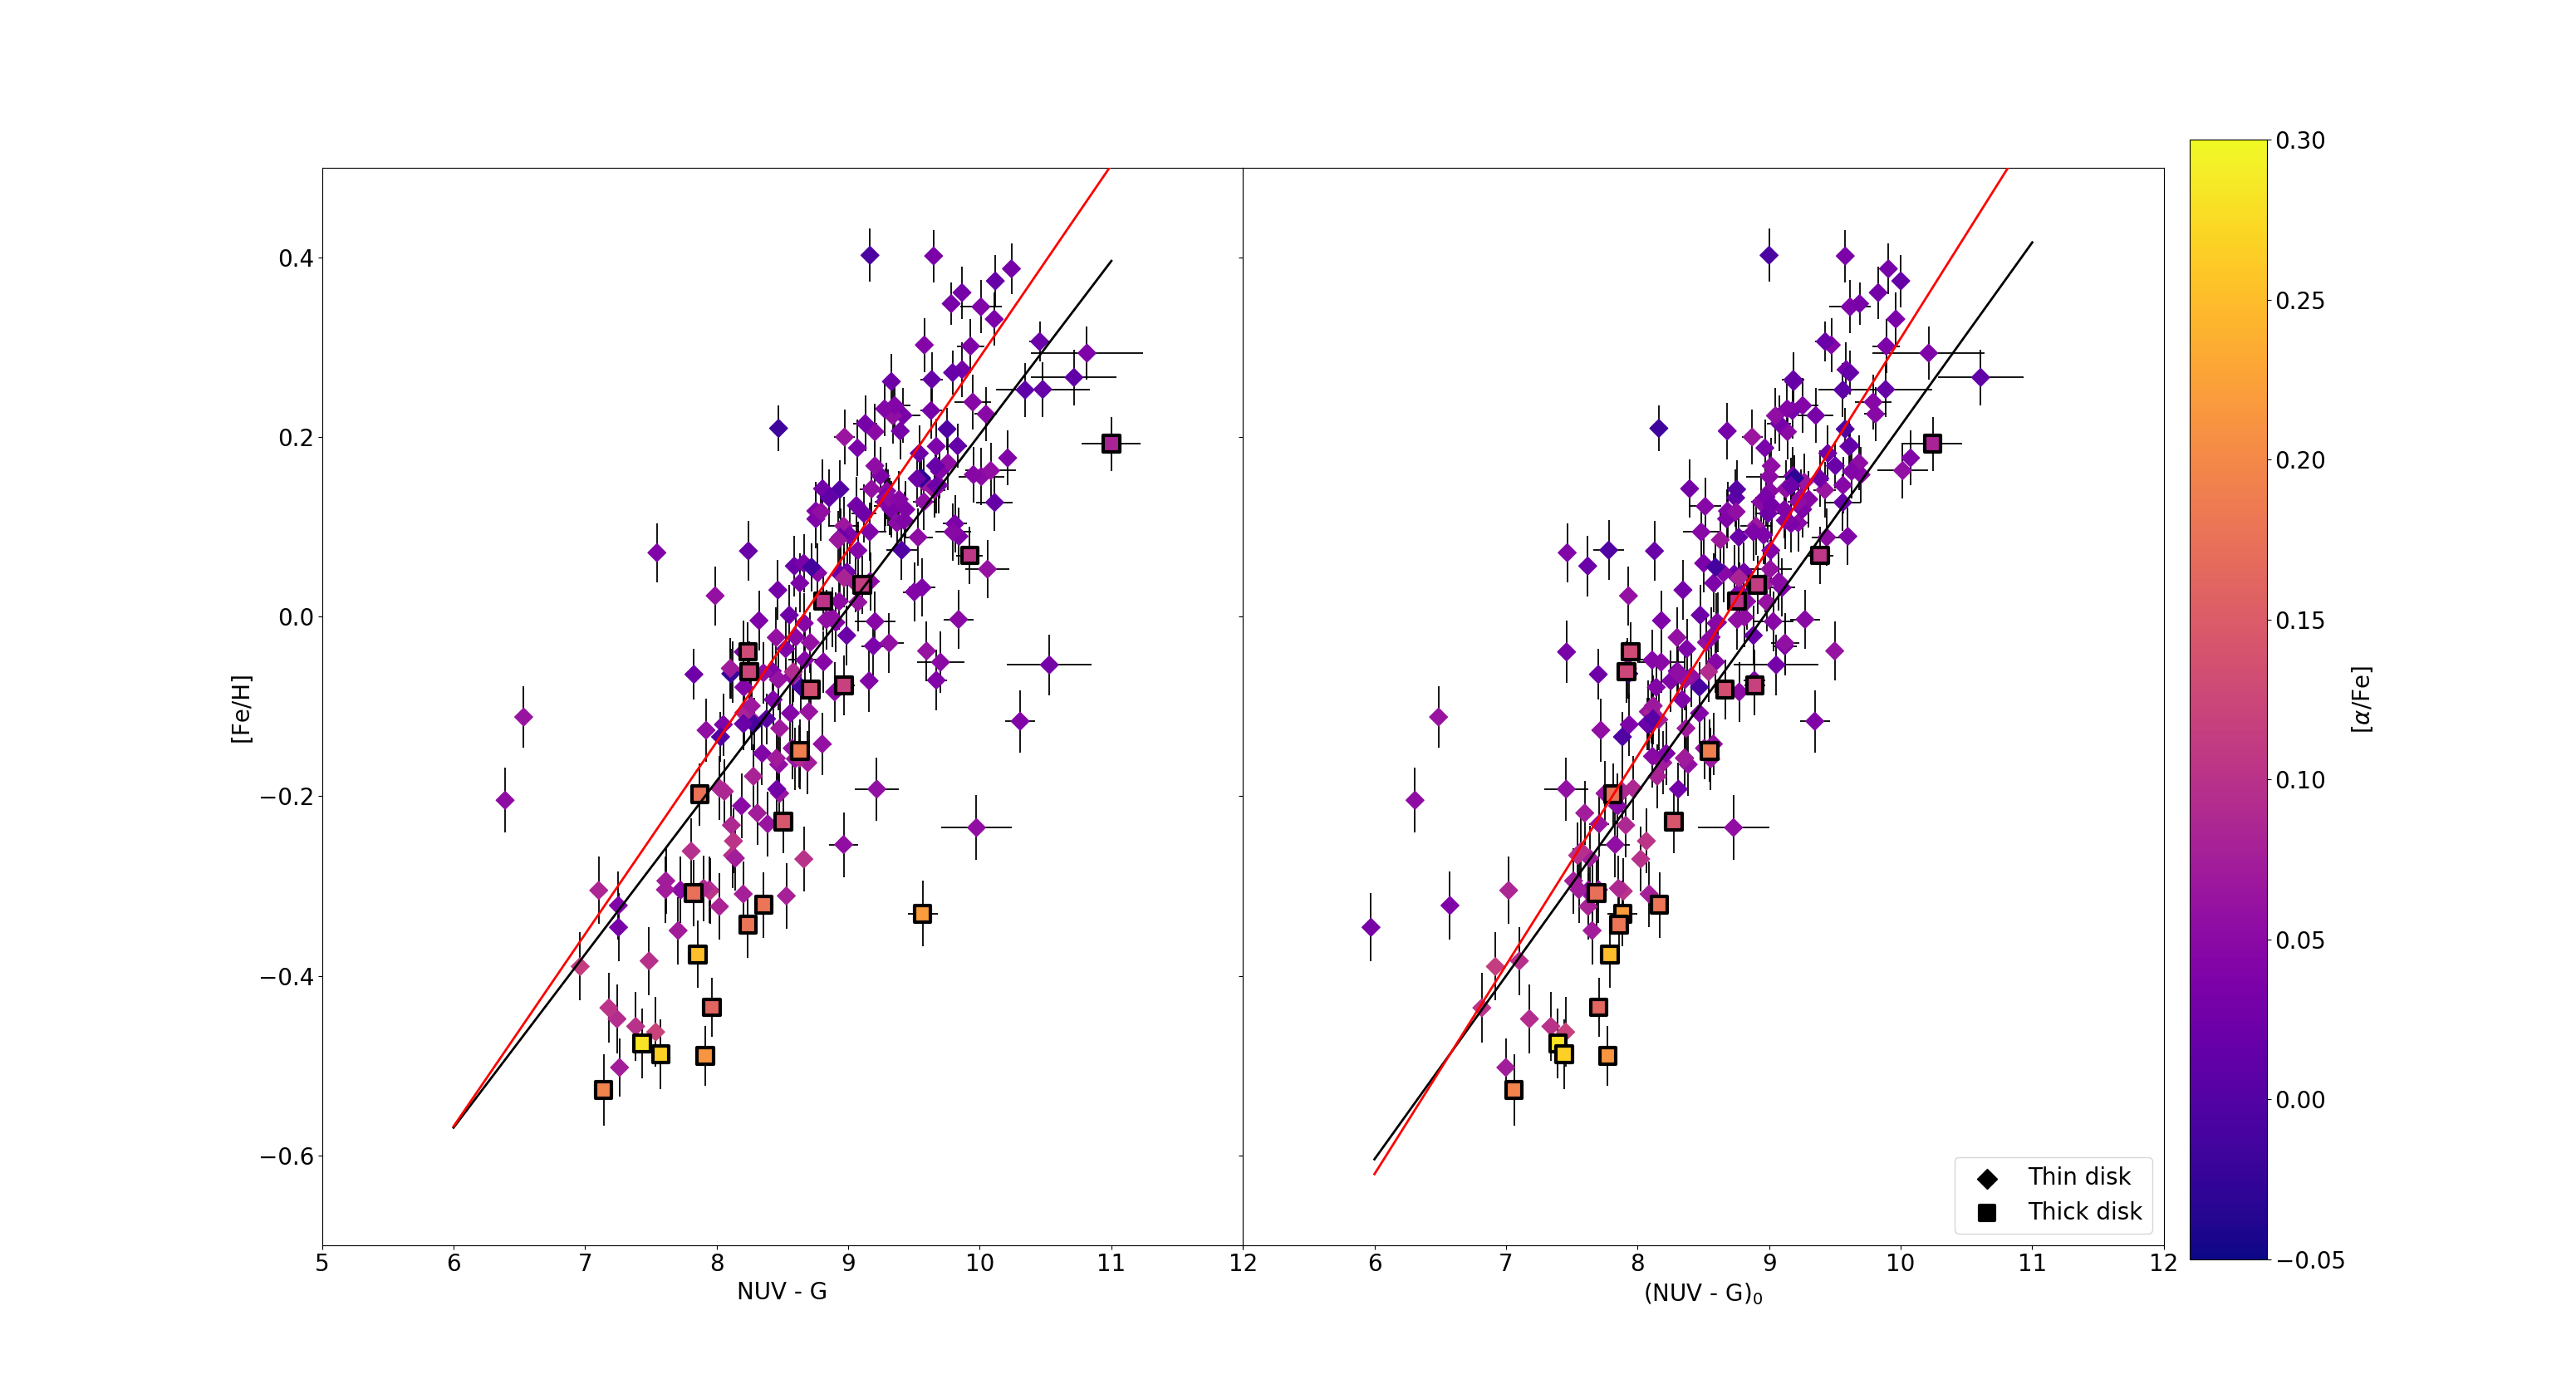 0.4
0.2
0.0
−0.2
−0.4
−0.6
[Fe/H]
5 6 7 8 9 10 11 12
NUV - G
6 7 8 9 10 11 12
(NUV - G)₀
Thin disk
Thick disk
0.30
0.25
0.20
0.15
0.10
0.05
0.00
−0.05
[α/Fe]